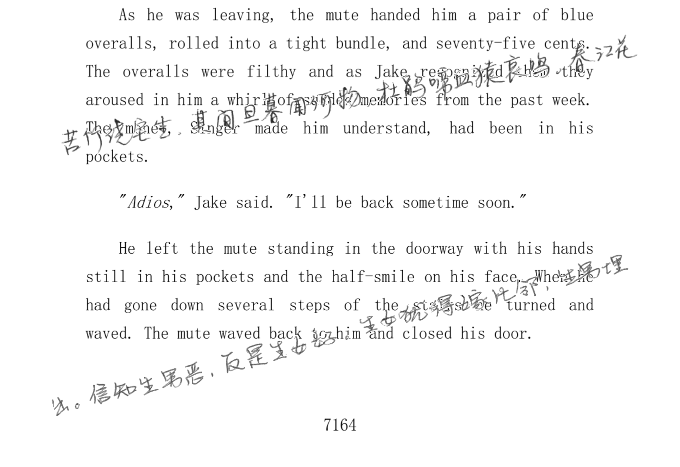 As he was leaving, the mute handed him a pair of blue
overalls, rolled into a tight bundle, and seventy-five cents.
The overalls were filthy and as Jake recognized them they
aroused in him a whirl of memories from the past week.
The money, Singer made him understand, had been in his
pockets.
苦竹绕宅生。其间旦暮闻何物,杜鹃啼血猿哀鸣。春江花
"Adios," Jake said. "I'll be back sometime soon."
He left the mute standing in the doorway with his hands
still in his pockets and the half-smile on his face. When he
had gone down several steps of the staircase he turned and
waved. The mute waved back to him and closed his door.
出。信知生男恶,反是生女好。生女犹得嫁比邻,生男埋
7164